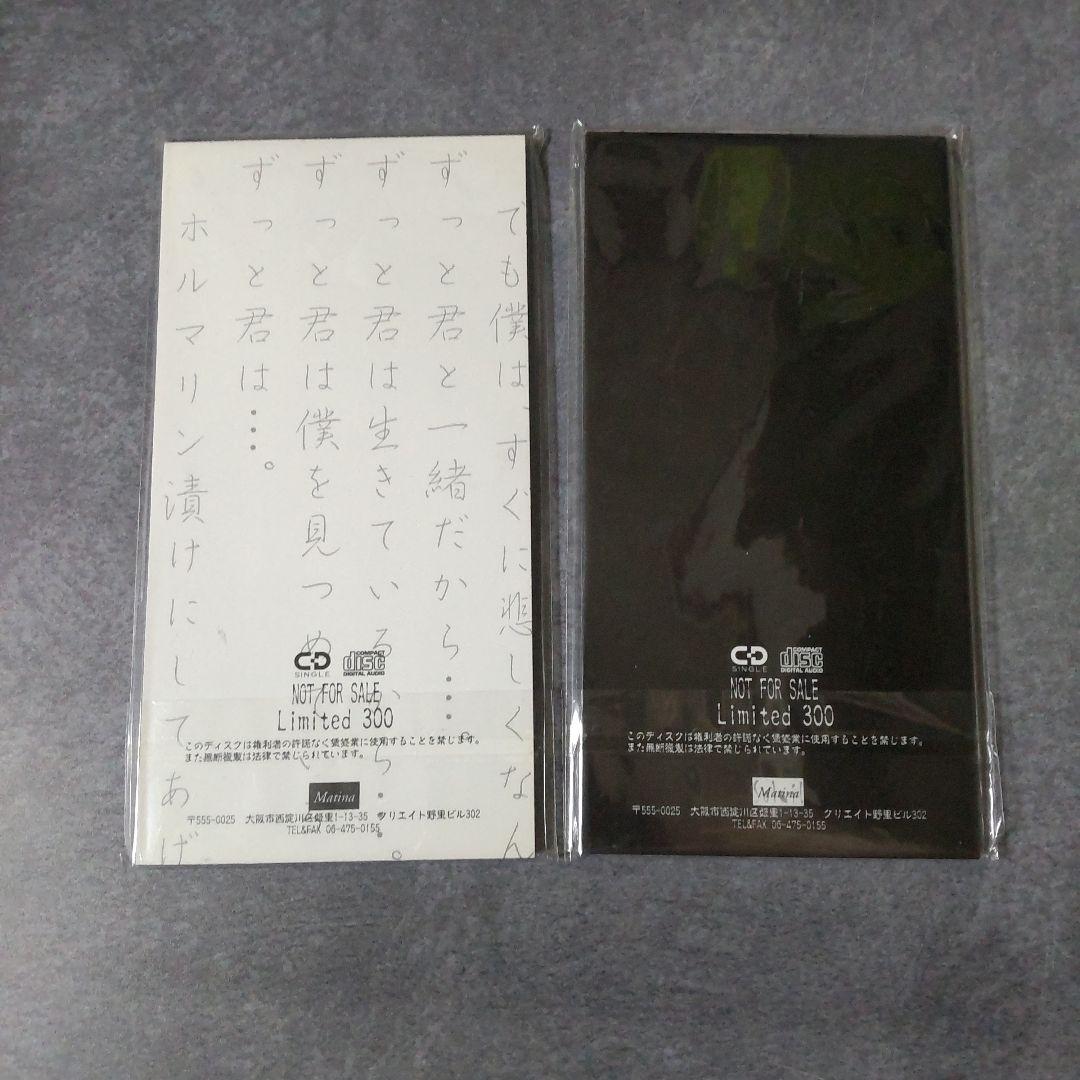 でも僕はすぐに悲しくなん
ずっと君と一緒だから‥‥。
ずっと君は生きているから‥‥。
ずっと君は僕を見つめ
ずっと君は‥‥。
ホルマリン漬けにしてあげ
CD
SINGLE
COMPACT
disc
DIGITAL AUDIO
NOT FOR SALE
Limited 300
このディスクは権利者の許諾なく賃貸業に使用することを禁じます。
また無断複製は法律で禁じられています。
Matina
〒555-0025 大阪市西淀川区姫里1-13-35 クリエイト野里ビル302
TEL&FAX 06-475-0155
CD
SINGLE
COMPACT
disc
DIGITAL AUDIO
NOT FOR SALE
Limited 300
このディスクは権利者の許諾なく賃貸業に使用することを禁じます。
また無断複製は法律で禁じられています。
Matina
〒555-0025 大阪市西淀川区姫里1-13-35 クリエイト野里ビル302
TEL&FAX 06-475-0155